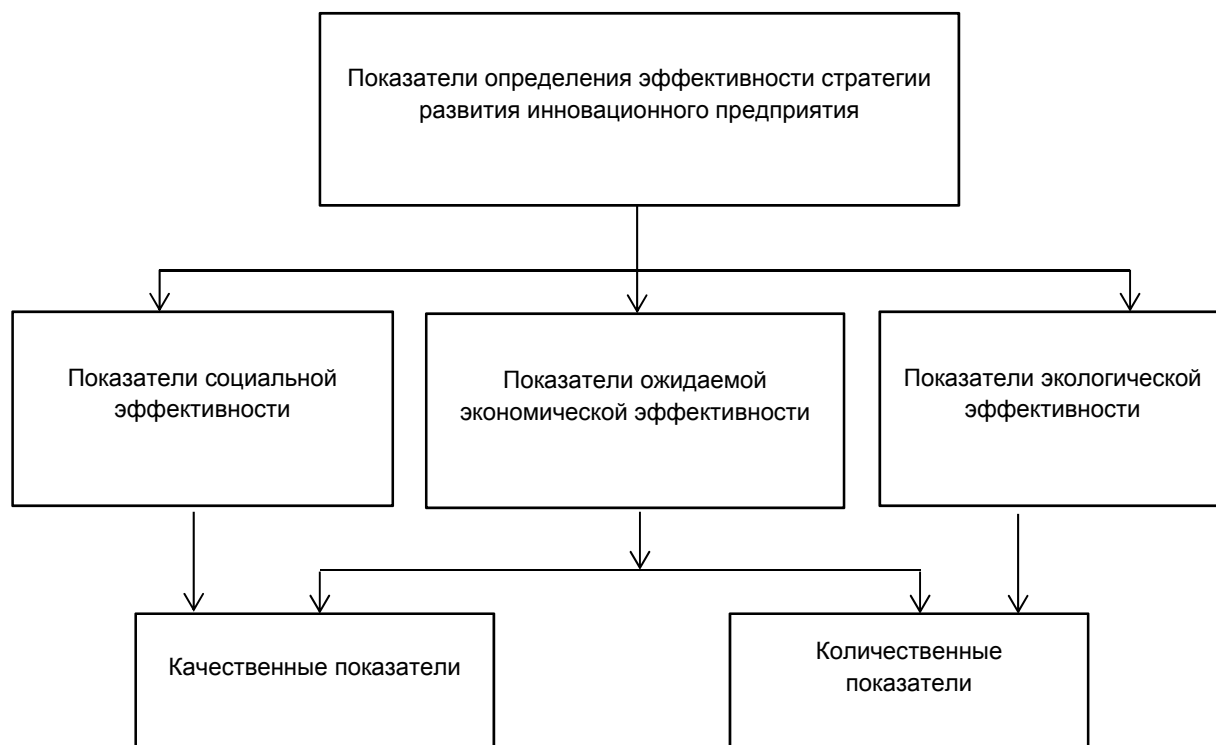 Показатели определения эффективности стратегии
развития инновационного предприятия
Показатели социальной
эффективности
Показатели ожидаемой
экономической эффективности
Показатели экологической
эффективности
Качественные показатели
Количественные
показатели